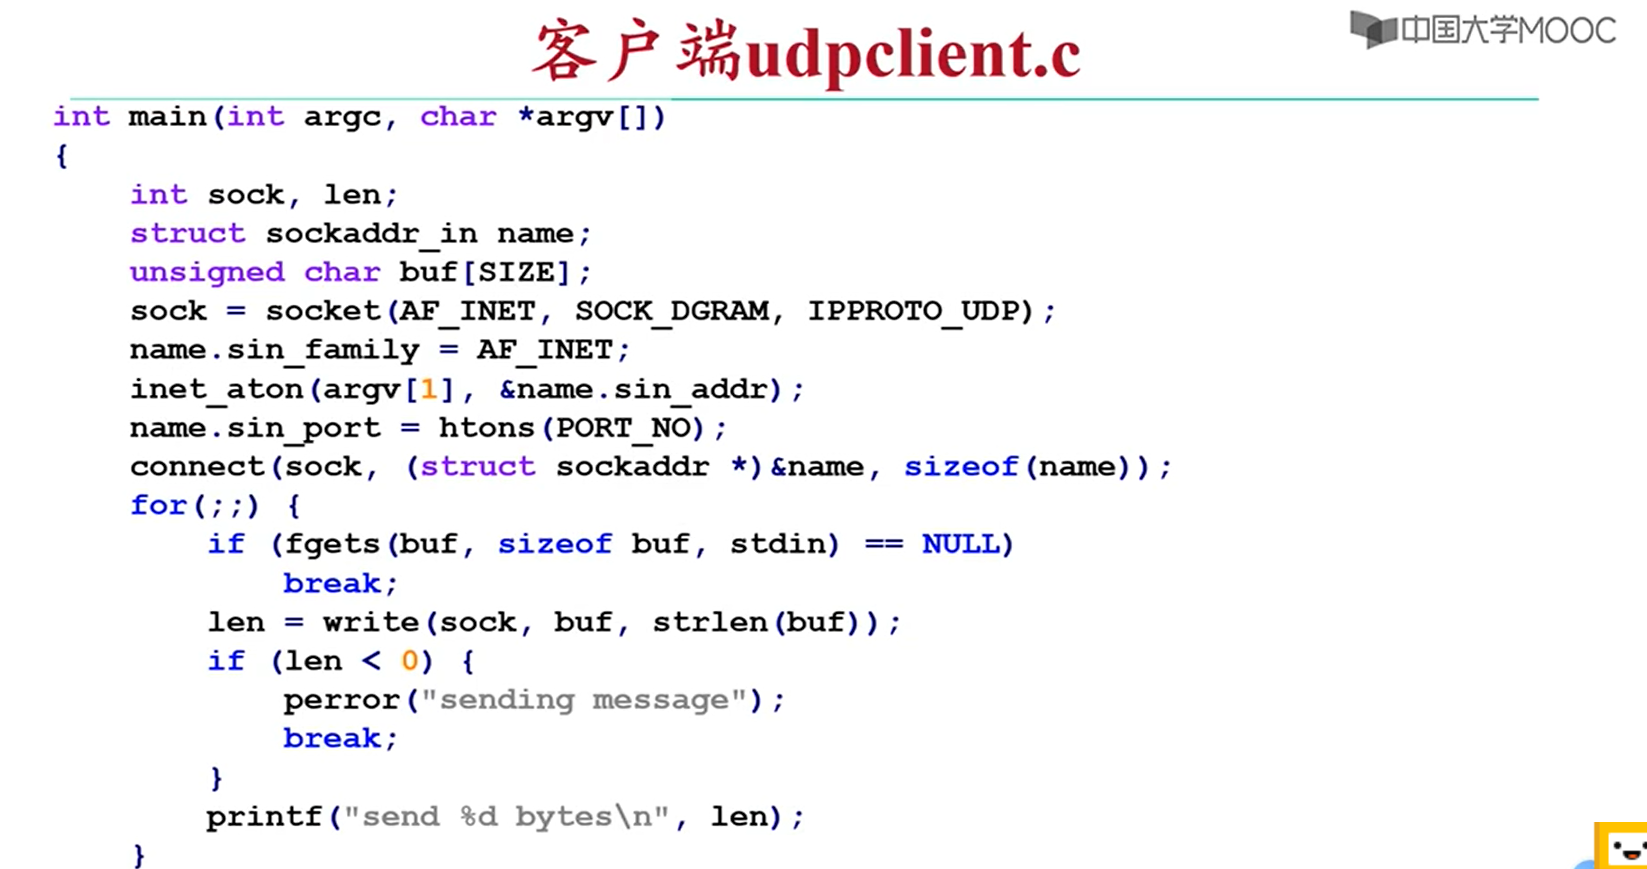 客户端udpclient.c
中国大学MOOC
int main(int argc, char *argv[])
{
    int sock, len;
    struct sockaddr_in name;
    unsigned char buf[SIZE];
    sock = socket(AF_INET, SOCK_DGRAM, IPPROTO_UDP);
    name.sin_family = AF_INET;
    inet_aton(argv[1], &name.sin_addr);
    name.sin_port = htons(PORT_NO);
    connect(sock, (struct sockaddr *)&name, sizeof(name));
    for(;;) {
        if (fgets(buf, sizeof buf, stdin) == NULL)
            break;
        len = write(sock, buf, strlen(buf));
        if (len < 0) {
            perror("sending message");
            break;
        }
        printf("send %d bytes\n", len);
    }